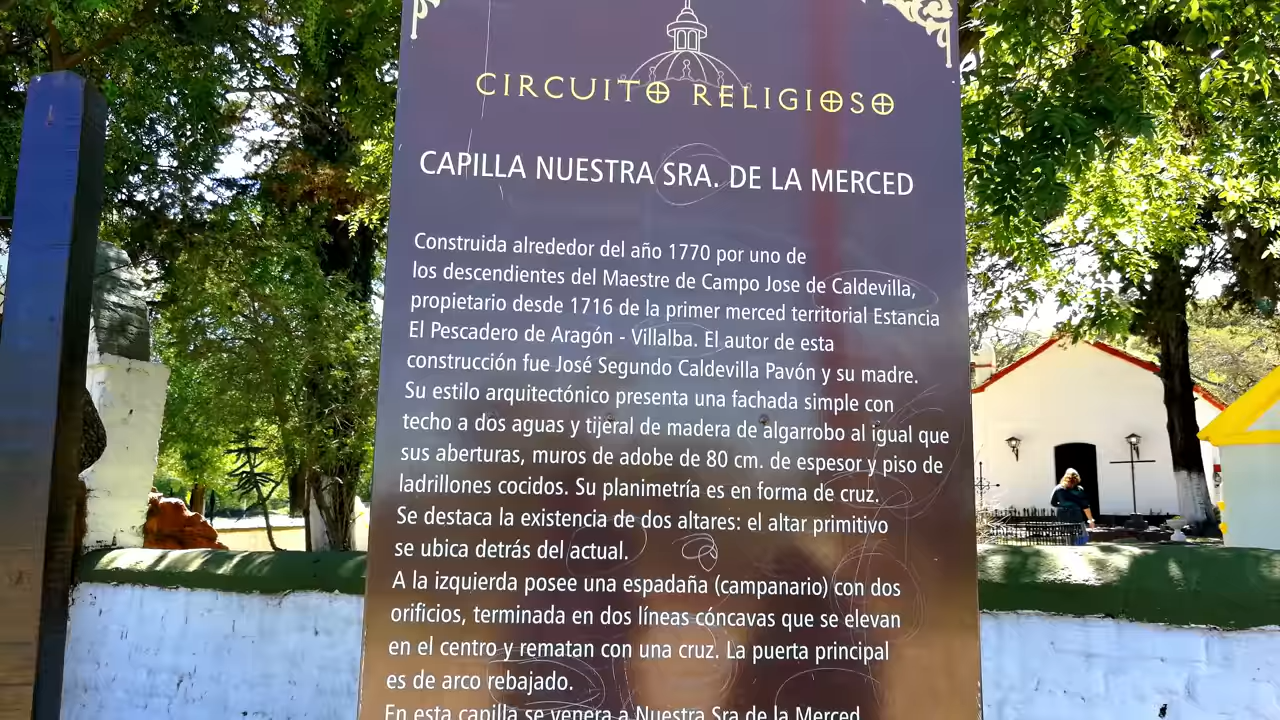 CIRCUITO RELIGIOSO
CAPILLA NUESTRA SRA. DE LA MERCED
Construida alrededor del año 1770 por uno de
los descendientes del Maestre de Campo Jose de Caldevilla,
propietario desde 1716 de la primer merced territorial Estancia
El Pescadero de Aragón - Villalba. El autor de esta
construcción fue José Segundo Caldevilla Pavón y su madre.
Su estilo arquitectónico presenta una fachada simple con
techo a dos aguas y tijeral de madera de algarrobo al igual que
sus aberturas, muros de adobe de 80 cm. de espesor y piso de
ladrillones cocidos. Su planimetría es en forma de cruz.
Se destaca la existencia de dos altares: el altar primitivo
se ubica detrás del actual.
A la izquierda posee una espadaña (campanario) con dos
orificios, terminada en dos líneas cóncavas que se elevan
en el centro y rematan con una cruz. La puerta principal
es de arco rebajado.
En esta capilla se venera a Nuestra Sra de la Merced